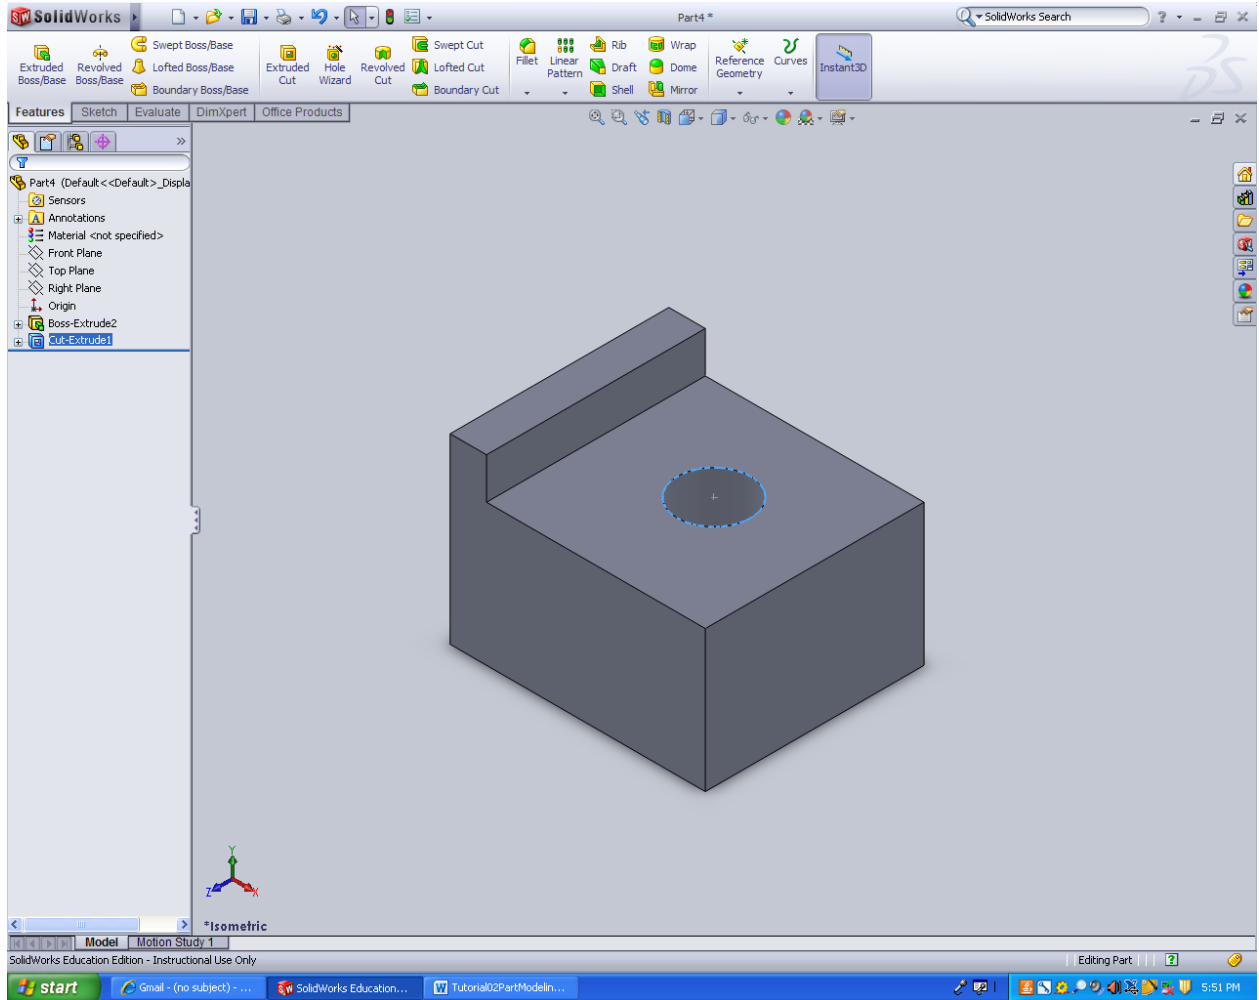 SolidWorks
Part4 *
SolidWorks Search
Extruded Boss/Base
Revolved Boss/Base
Swept Boss/Base
Lofted Boss/Base
Boundary Boss/Base
Extruded Cut
Hole Wizard
Revolved Cut
Swept Cut
Lofted Cut
Boundary Cut
Fillet
Linear Pattern
Rib
Draft
Shell
Wrap
Dome
Mirror
Reference Geometry
Curves
Instant3D
Features Sketch Evaluate DimXpert Office Products
Part4 (Default<<Default>_Displa
Sensors
Annotations
Material <not specified>
Front Plane
Top Plane
Right Plane
Origin
Boss-Extrude2
Cut-Extrude1
Y
Z
X
*Isometric
Model Motion Study 1
SolidWorks Education Edition - Instructional Use Only
Editing Part
start
Gmail - (no subject) - ...
SolidWorks Education...
Tutorial02PartModelin...
5:51 PM